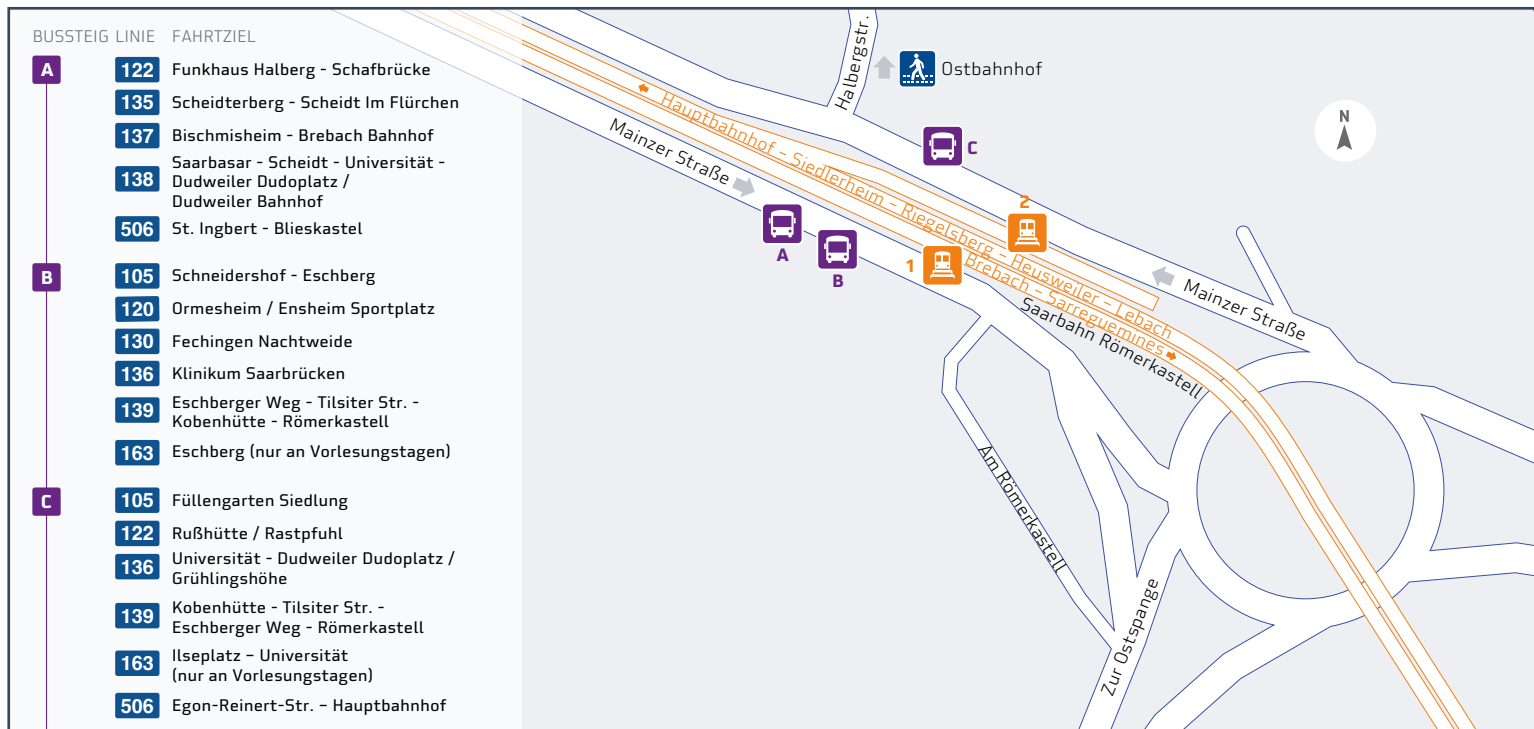 BUSSTEIG LINIE FAHRTZIEL
A
122 Funkhaus Halberg - Schafbrücke
135 Scheidterberg - Scheidt Im Flürchen
137 Bischmisheim - Brebach Bahnhof
138 Saarbasar - Scheidt - Universität -
Dudweiler Dudoplatz /
Dudweiler Bahnhof
506 St. Ingbert - Blieskastel
B
105 Schneidershof - Eschberg
120 Ormesheim / Ensheim Sportplatz
130 Fechingen Nachtweide
136 Klinikum Saarbrücken
139 Eschberger Weg - Tilsiter Str. -
Kobenhütte - Römerkastell
163 Eschberg (nur an Vorlesungstagen)
C
105 Füllengarten Siedlung
122 Rußhütte / Rastpfuhl
136 Universität - Dudweiler Dudoplatz /
Grühlingshöhe
139 Kobenhütte - Tilsiter Str. -
Eschberger Weg - Römerkastell
163 Ilseplatz – Universität
(nur an Vorlesungstagen)
506 Egon-Reinert-Str. – Hauptbahnhof
Halbergstr.
Ostbahnhof
N
Hauptbahnhof – Siedlerheim – Riegelsberg – Heusweiler – Lebach
Mainzer Straße
C
2
A
B
1
Brebach – Sarreguemines
Saarbahn Römerkastell
Mainzer Straße
Am Römerkastell
Zur Ostspange